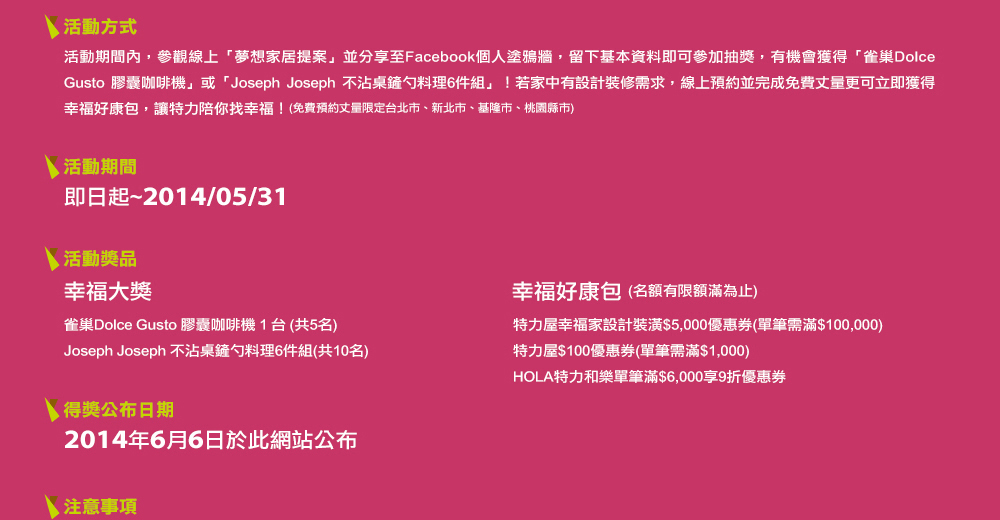 活動方式
活動期間內，參觀線上「夢想家居提案」並分享至Facebook個人塗鴉牆，留下基本資料即可參加抽獎，有機會獲得「雀巢Dolce
Gusto 膠囊咖啡機」或「Joseph Joseph 不沾桌鏟勺料理6件組」！若家中有設計裝修需求，線上預約並完成免費丈量更可立即獲得
幸福好康包，讓特力陪你找幸福！(免費預約丈量限定台北市、新北市、基隆市、桃園縣市)
活動期間
即日起~2014/05/31
活動獎品
幸福大獎
雀巢Dolce Gusto 膠囊咖啡機 1 台 (共5名)
Joseph Joseph 不沾桌鏟勺料理6件組(共10名)
幸福好康包 (名額有限額滿為止)
特力屋幸福家設計裝潢$5,000優惠券(單筆需滿$100,000)
特力屋$100優惠券(單筆需滿$1,000)
HOLA特力和樂單筆滿$6,000享9折優惠券
得獎公布日期
2014年6月6日於此網站公布
注意事項